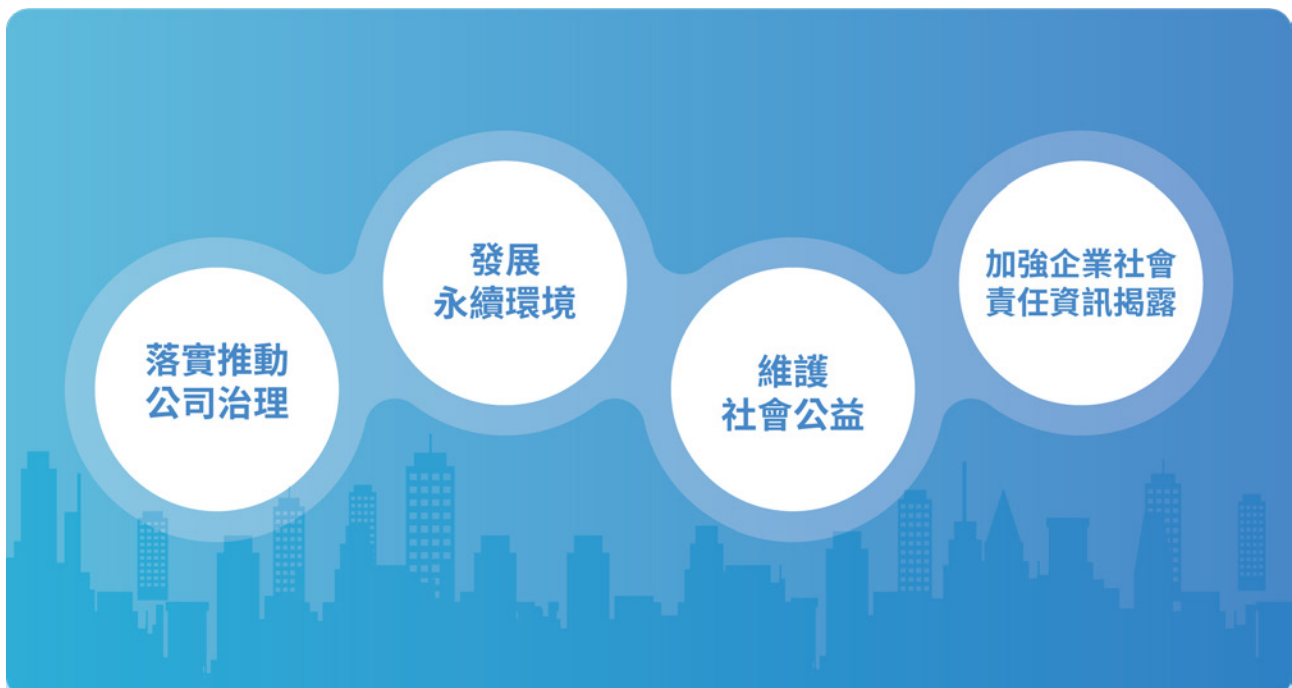 落實推動
公司治理
發展
永續環境
維護
社會公益
加強企業社會
責任資訊揭露